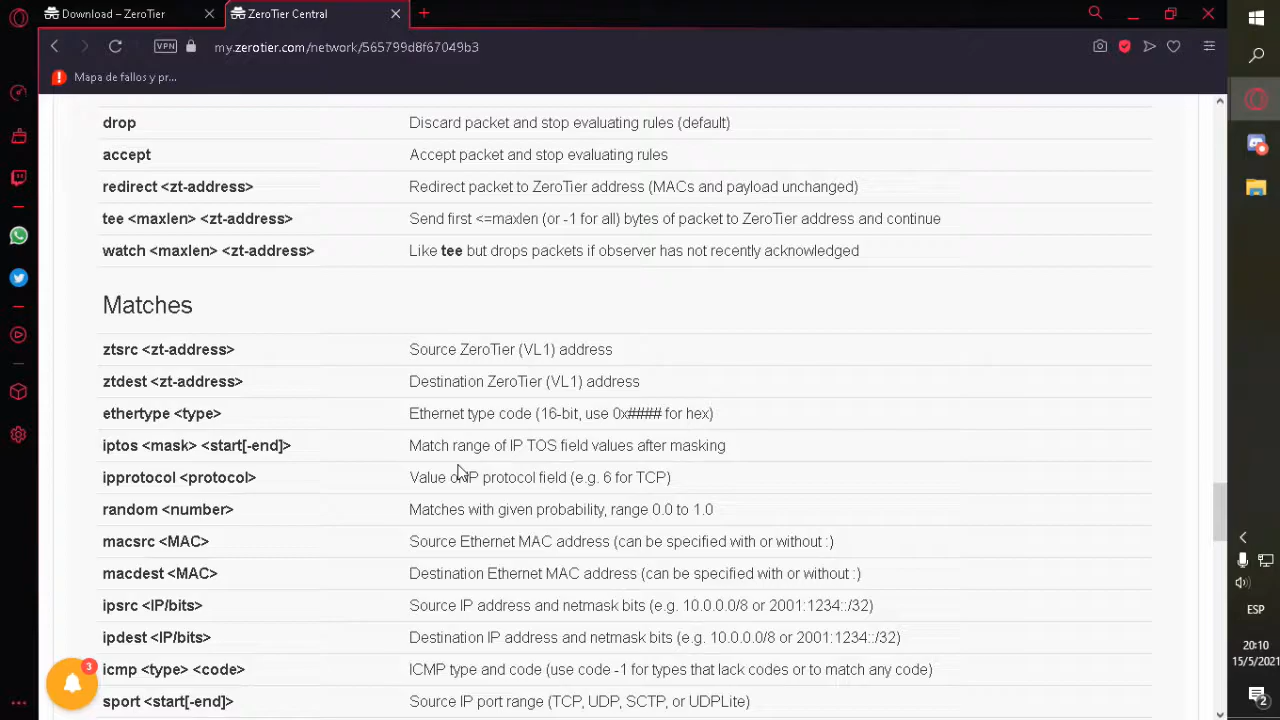 Download – ZeroTier
ZeroTier Central
VPN
my.zerotier.com/network/565799d8f67049b3
Mapa de fallos y pr...
drop Discard packet and stop evaluating rules (default)
accept Accept packet and stop evaluating rules
redirect <zt-address> Redirect packet to ZeroTier address (MACs and payload unchanged)
tee <maxlen> <zt-address> Send first <=maxlen (or -1 for all) bytes of packet to ZeroTier address and continue
watch <maxlen> <zt-address> Like tee but drops packets if observer has not recently acknowledged
Matches
ztsrc <zt-address> Source ZeroTier (VL1) address
ztdest <zt-address> Destination ZeroTier (VL1) address
ethertype <type> Ethernet type code (16-bit, use 0x#### for hex)
iptos <mask> <start[-end]> Match range of IP TOS field values after masking
ipprotocol <protocol> Value of IP protocol field (e.g. 6 for TCP)
random <number> Matches with given probability, range 0.0 to 1.0
macsrc <MAC> Source Ethernet MAC address (can be specified with or without :)
macdest <MAC> Destination Ethernet MAC address (can be specified with or without :)
ipsrc <IP/bits> Source IP address and netmask bits (e.g. 10.0.0.0/8 or 2001:1234::/32)
ipdest <IP/bits> Destination IP address and netmask bits (e.g. 10.0.0.0/8 or 2001:1234::/32)
icmp <type> <code> ICMP type and code (use code -1 for types that lack codes or to match any code)
sport <start[-end]> Source IP port range (TCP, UDP, SCTP, or UDPLite)
3
ESP
20:10
15/5/2021
2